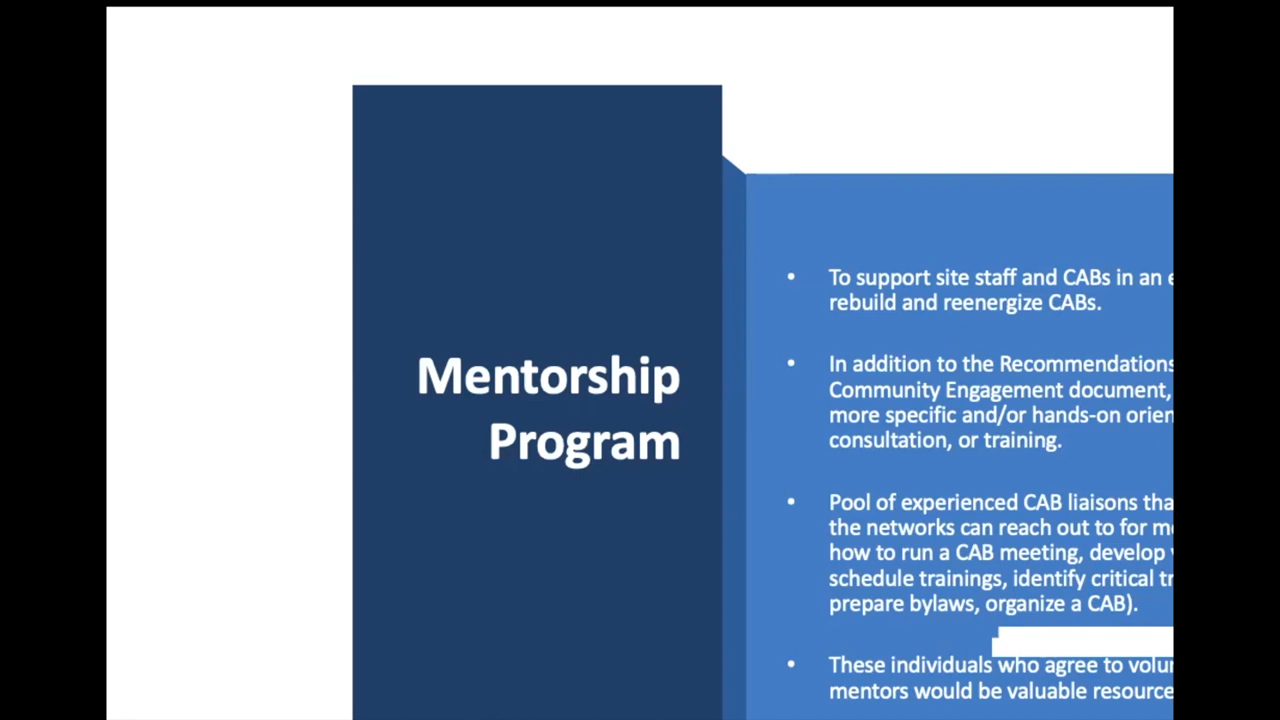 Mentorship
Program
• To support site staff and CABs in an
rebuild and reenergize CABs.
• In addition to the Recommendations
Community Engagement document,
more specific and/or hands-on
consultation, or training.
• Pool of experienced CAB liaisons
the networks can reach out to for
how to run a CAB meeting, develop
schedule trainings, identify critical
prepare bylaws, organize a CAB).
• These individuals who agree to
mentors would be valuable